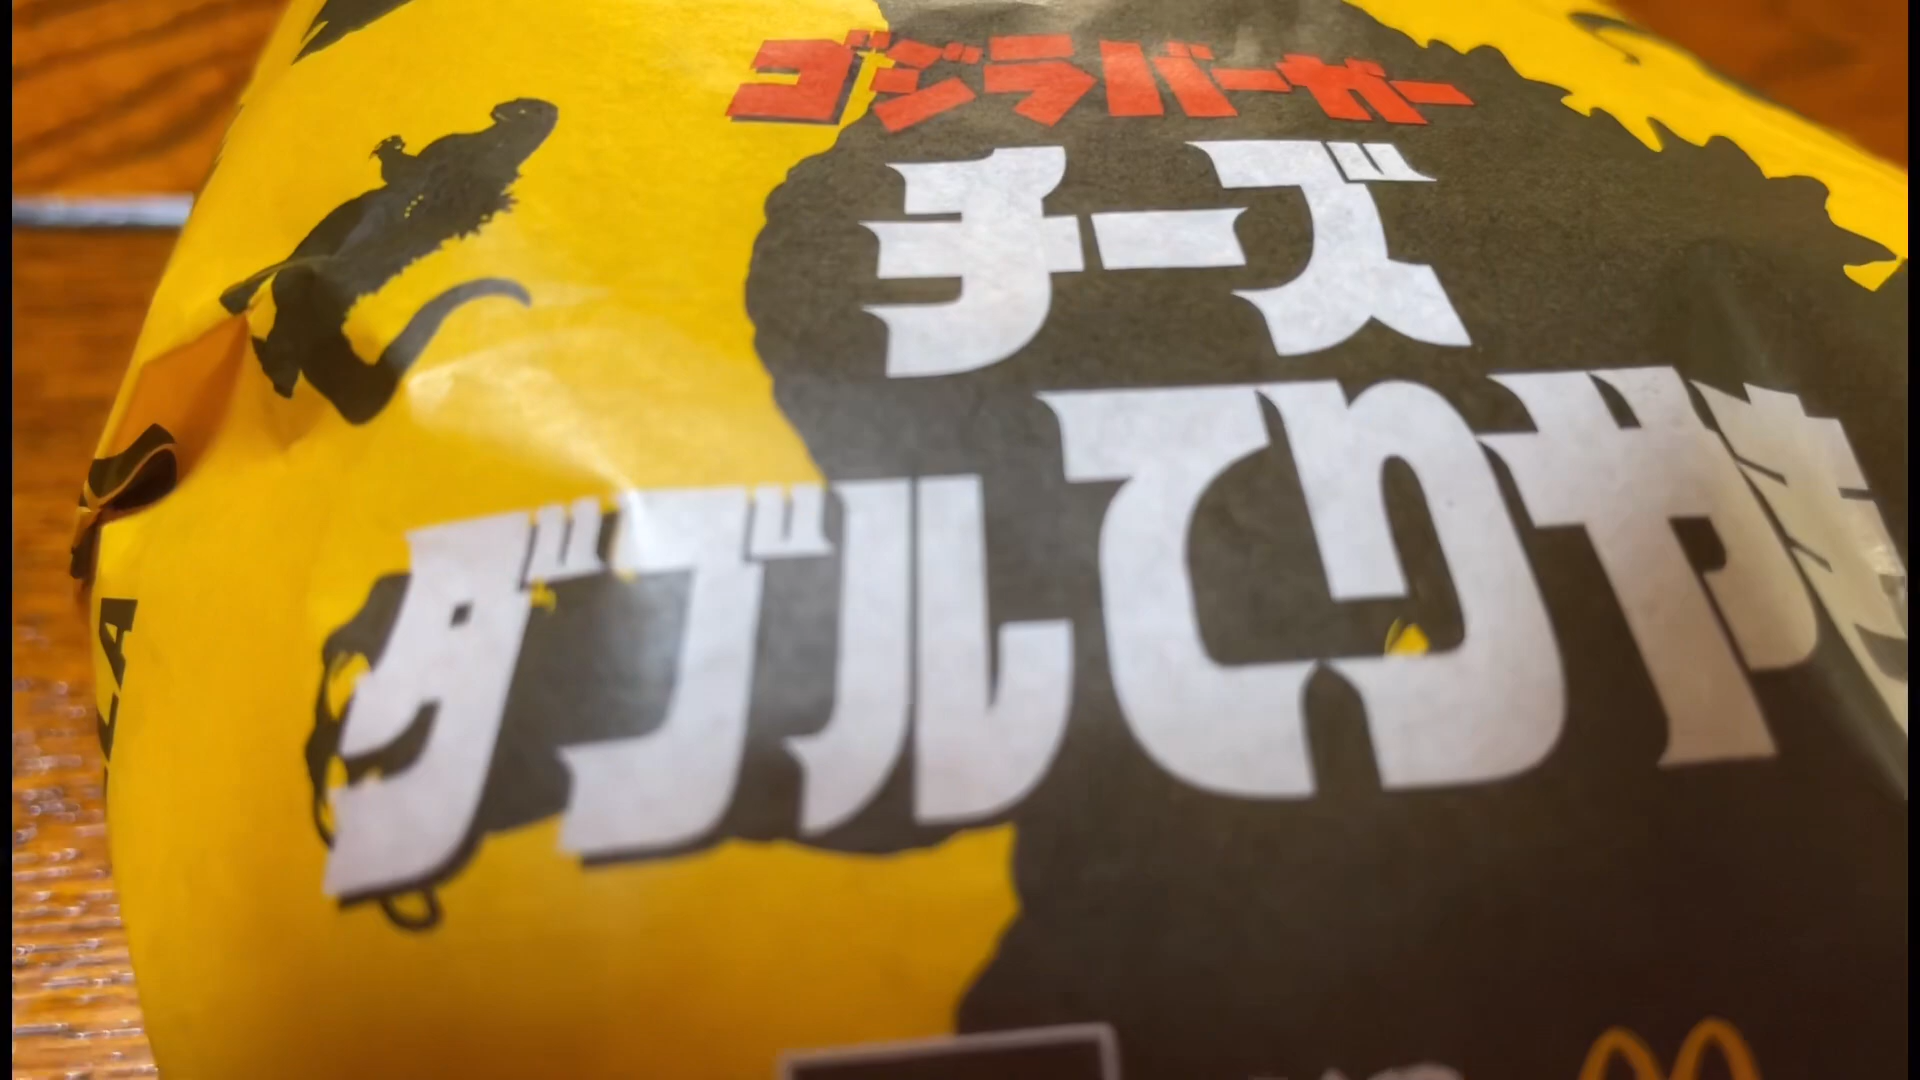 ゴジラバーガー
チーズ
ダブルてりやき